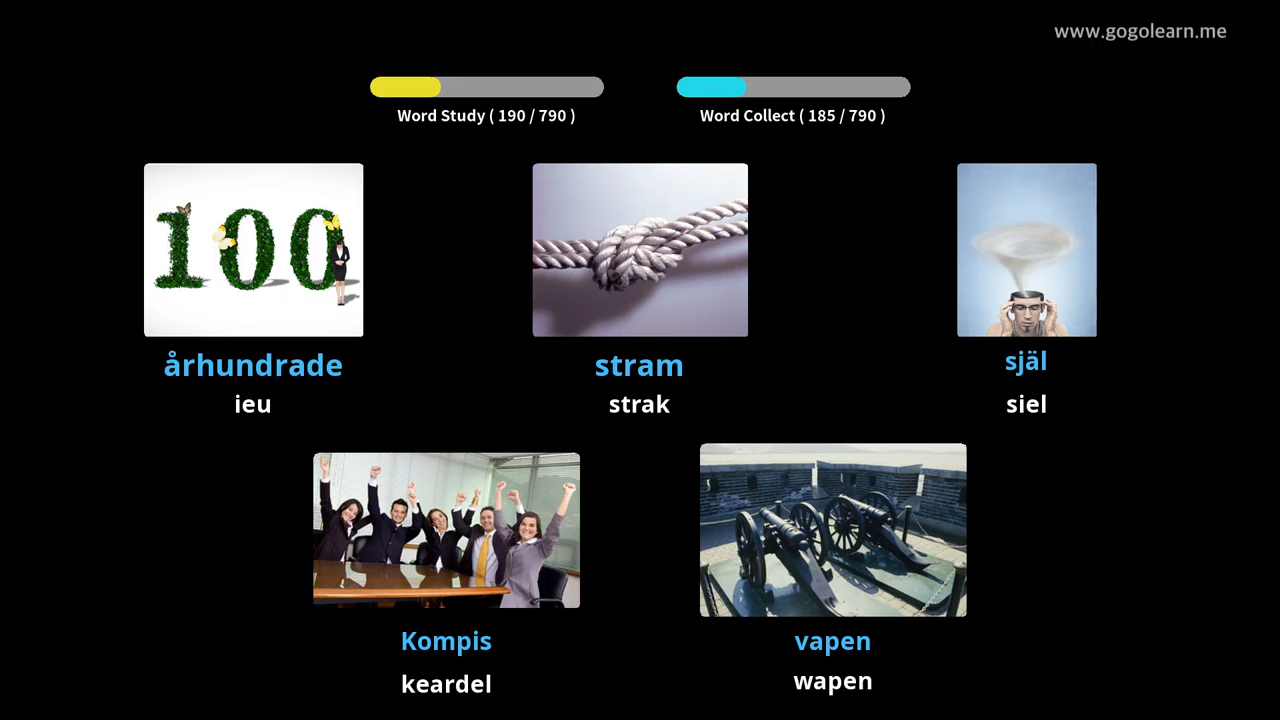 www.gogolearn.me
Word Study ( 190 / 790 )
Word Collect ( 185 / 790 )
100
århundrade
stram
själ
ieu
strak
siel
Kompis
vapen
keardel
wapen